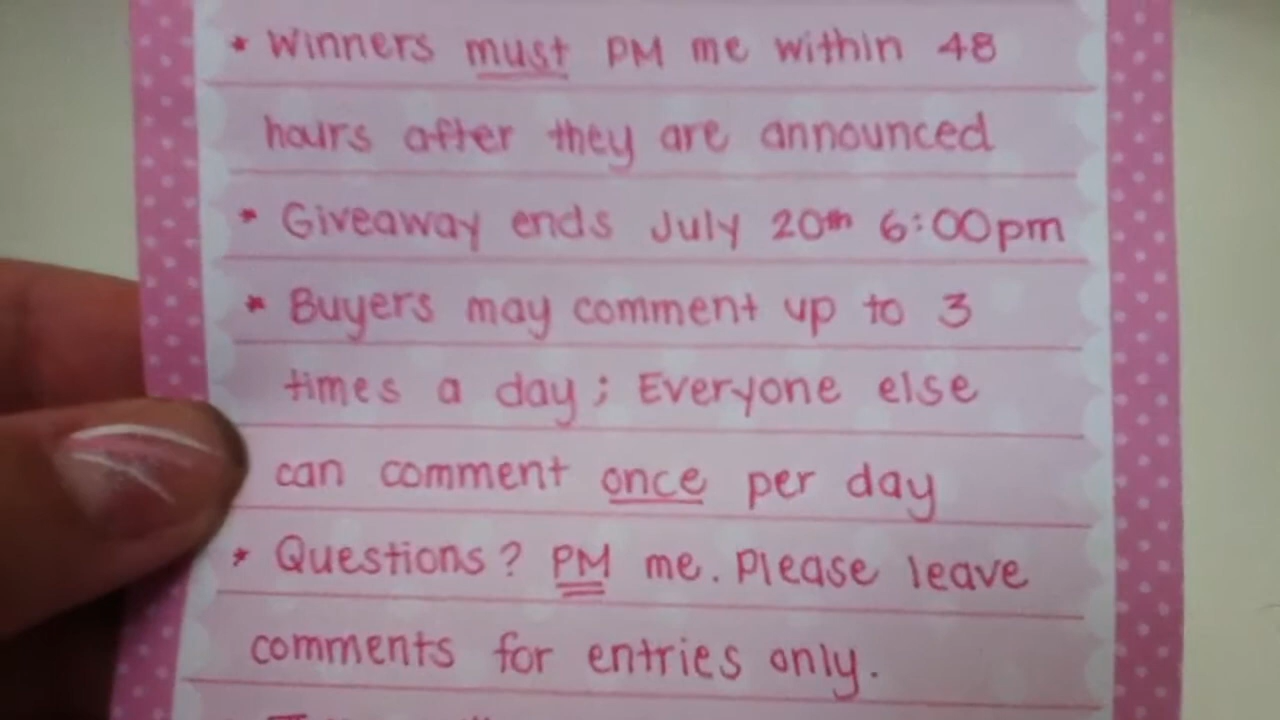 * Winners must PM me within 48
hours after they are announced
* Giveaway ends July 20th 6:00pm
* Buyers may comment up to 3
times a day; Everyone else
can comment once per day
* Questions? PM me. Please leave
comments for entries only.